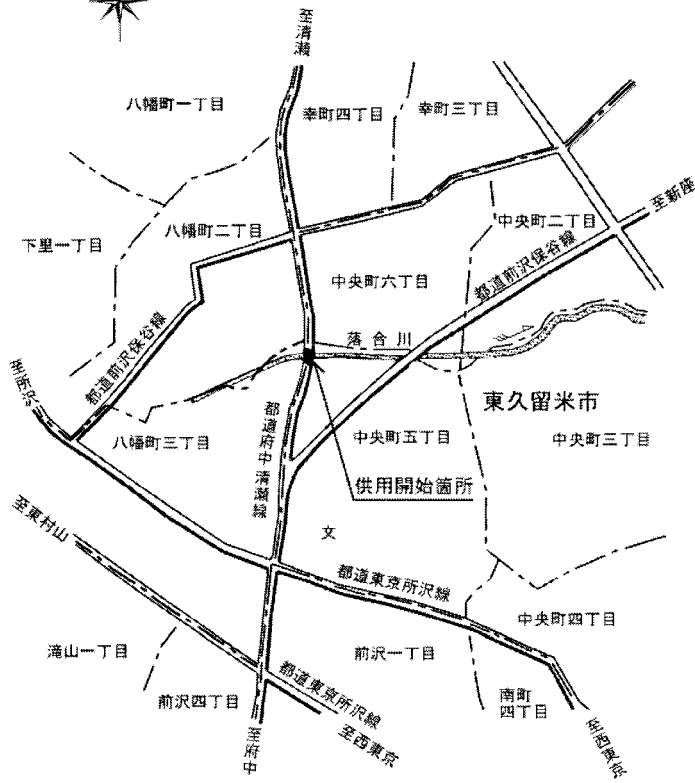 至清瀬
八幡町一丁目
幸町四丁目
幸町三丁目
下里一丁目
八幡町二丁目
中央町二丁目
至新座
中央町六丁目
都道前沢保谷線
都道前沢保谷線
落合川
至所沢
東久留米市
八幡町三丁目
都道府中清瀬線
中央町五丁目
中央町三丁目
供用開始箇所
至東村山
文
都道東京所沢線
中央町四丁目
滝山一丁目
前沢一丁目
前沢四丁目
都道東京所沢線
南町
四丁目
至府中
至西東京
至西東京